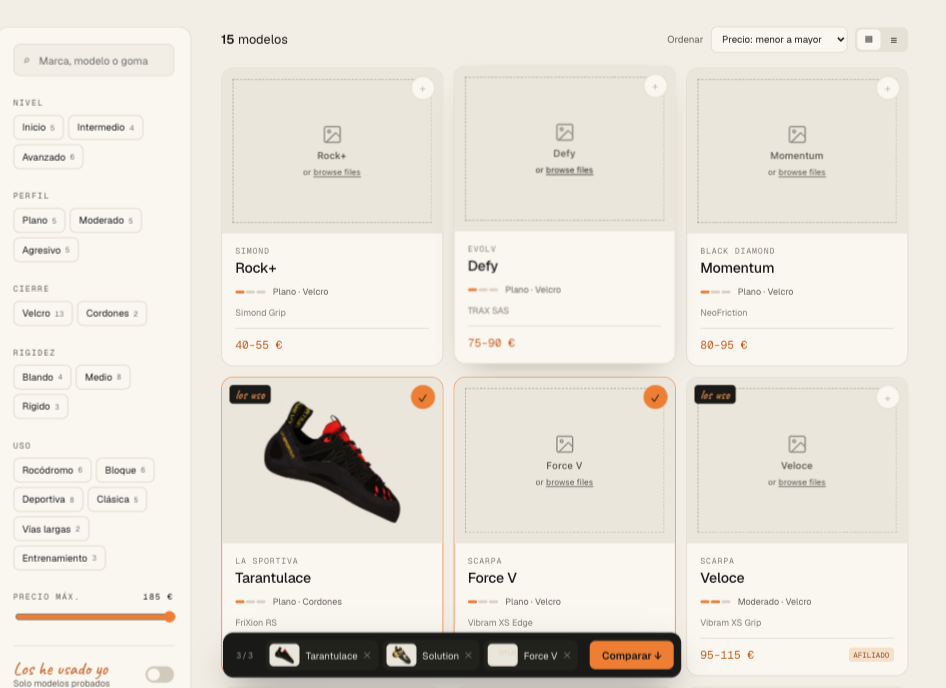 Marca, modelo o goma
NIVEL
Inicio 5
Intermedio 4
Avanzado 6
PERFIL
Plano 5
Moderado 5
Agresivo 5
CIERRE
Velcro 13
Cordones 2
RIGIDEZ
Blando 4
Medio 8
Rígido 3
USO
Rocódromo 6
Bloque 6
Deportiva 8
Clásica 5
Vías largas 2
Entrenamiento 3
PRECIO MÁX. 185 €
Los he usado yo
Solo modelos probados
15 modelos
Ordenar
Precio: menor a mayor
Rock+
or browse files
SIMOND
Rock+
Plano · Velcro
Simond Grip
40–55 €
Defy
or browse files
EVOLV
Defy
Plano · Velcro
TRAX SAS
75–90 €
Momentum
or browse files
BLACK DIAMOND
Momentum
Plano · Velcro
NeoFriction
80–95 €
los uso
LA SPORTIVA
Tarantulace
Plano · Cordones
FriXion RS
Force V
or browse files
SCARPA
Force V
Plano · Velcro
Vibram XS Edge
los uso
Veloce
or browse files
SCARPA
Veloce
Moderado · Velcro
Vibram XS Grip
95–115 €
AFILIADO
3/3
Tarantulace ×
Solution ×
Force V ×
Comparar ↓